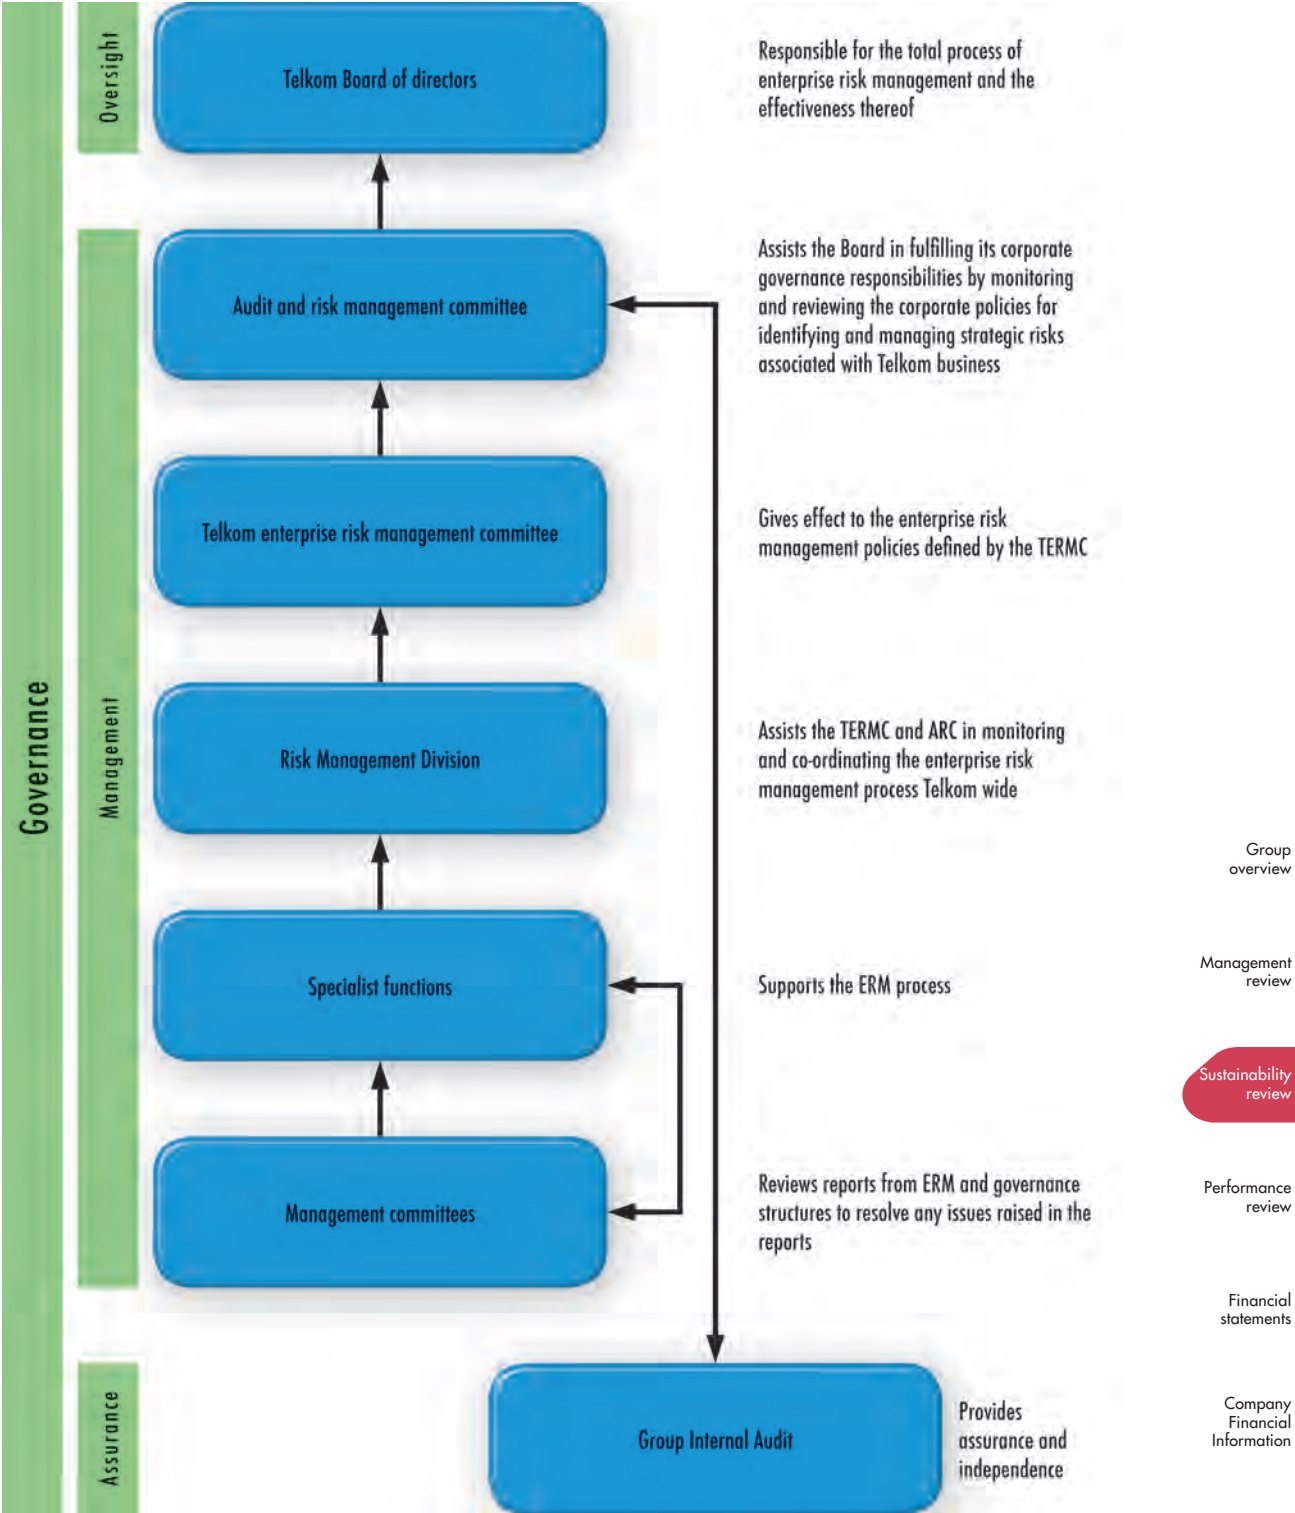 Governance
Oversight
Telkom Board of directors
Responsible for the total process of
enterprise risk management and the
effectiveness thereof
Management
Audit and risk management committee
Assists the Board in fulfilling its corporate
governance responsibilities by monitoring
and reviewing the corporate policies for
identifying and managing strategic risks
associated with Telkom business
Telkom enterprise risk management committee
Gives effect to the enterprise risk
management policies defined by the TERMC
Risk Management Division
Assists the TERMC and ARC in monitoring
and co-ordinating the enterprise risk
management process Telkom wide
Specialist functions
Supports the ERM process
Management committees
Reviews reports from ERM and governance
structures to resolve any issues raised in the
reports
Assurance
Group Internal Audit
Provides
assurance and
independence
Group
overview
Management
review
Sustainability
review
Performance
review
Financial
statements
Company
Financial
Information